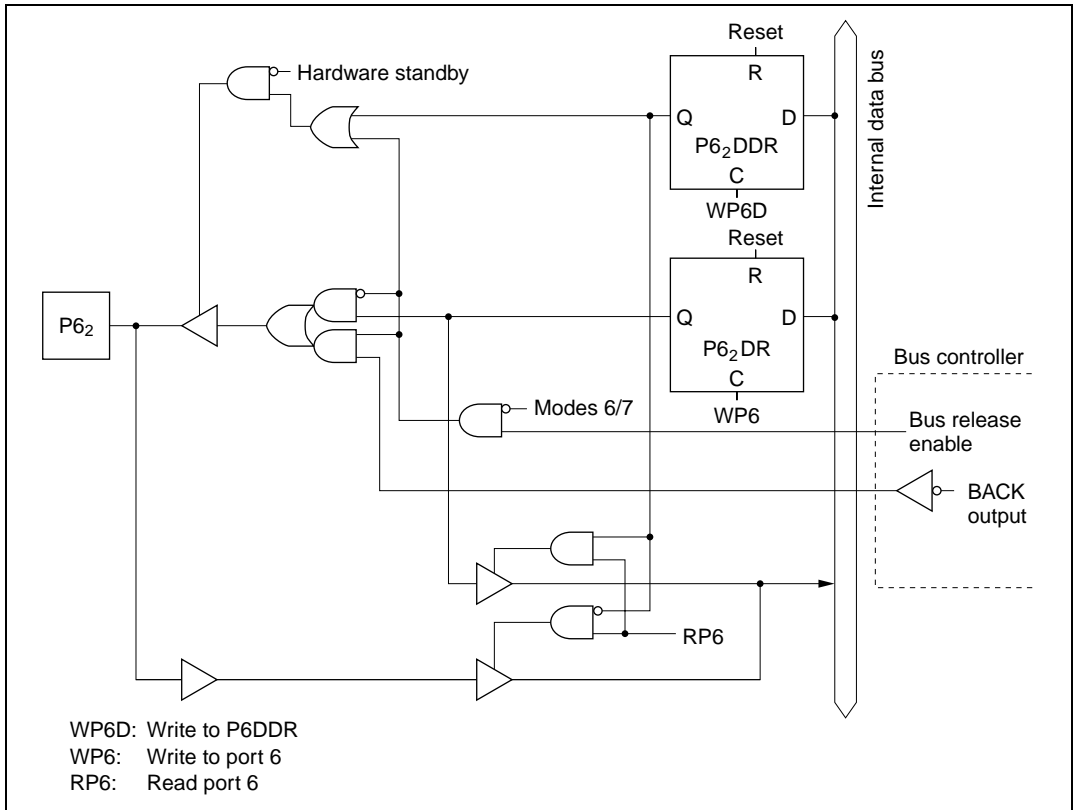 Reset
Hardware standby
R
Q D
P6₂DDR
C
WP6D
Reset
R
P6₂
Q D
P6₂DR
C
WP6
Internal data bus
Bus controller
Modes 6/7
Bus release
enable
BACK
output
RP6
WP6D: Write to P6DDR
WP6: Write to port 6
RP6: Read port 6